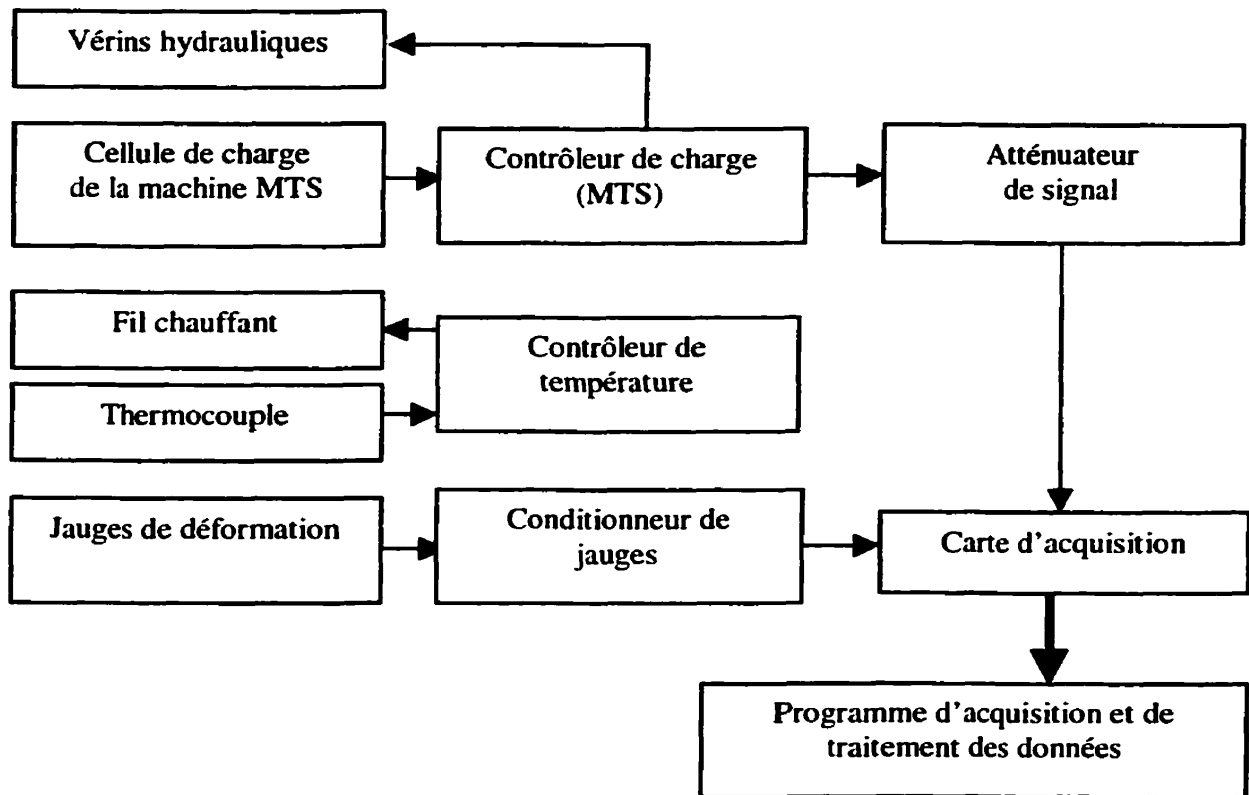 Vérins hydrauliques
Cellule de charge
de la machine MTS
Contrôleur de charge
(MTS)
Atténuateur
de signal
Fil chauffant
Thermocouple
Contrôleur de
température
Jauges de déformation
Conditionneur de
jauges
Carte d'acquisition
Programme d'acquisition et de
traitement des données